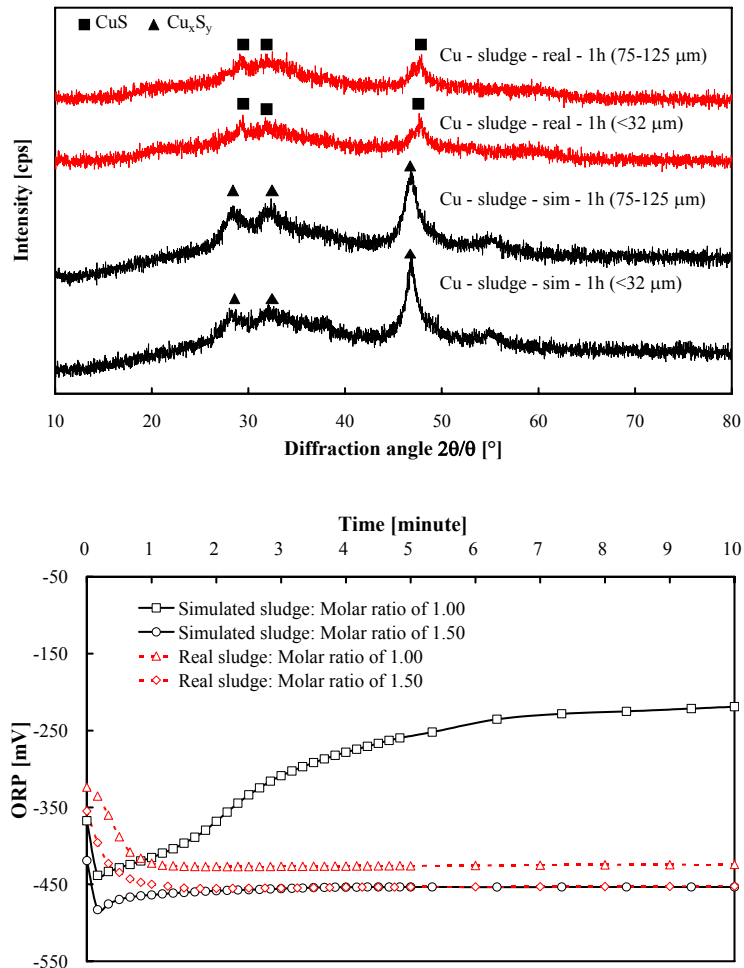 CuS CuxSy
Cu - sludge - real - 1h (75-125 µm)
Cu - sludge - real - 1h (<32 µm)
Cu - sludge - sim - 1h (75-125 µm)
Cu - sludge - sim - 1h (<32 µm)
Intensity [cps]
10 20 30 40 50 60 70 80
Diffraction angle 2θ/θ [°]
Time [minute]
0 1 2 3 4 5 6 7 8 9 10
-50
-150
-250
-350
-450
-550
ORP [mV]
Simulated sludge: Molar ratio of 1.00
Simulated sludge: Molar ratio of 1.50
Real sludge: Molar ratio of 1.00
Real sludge: Molar ratio of 1.50